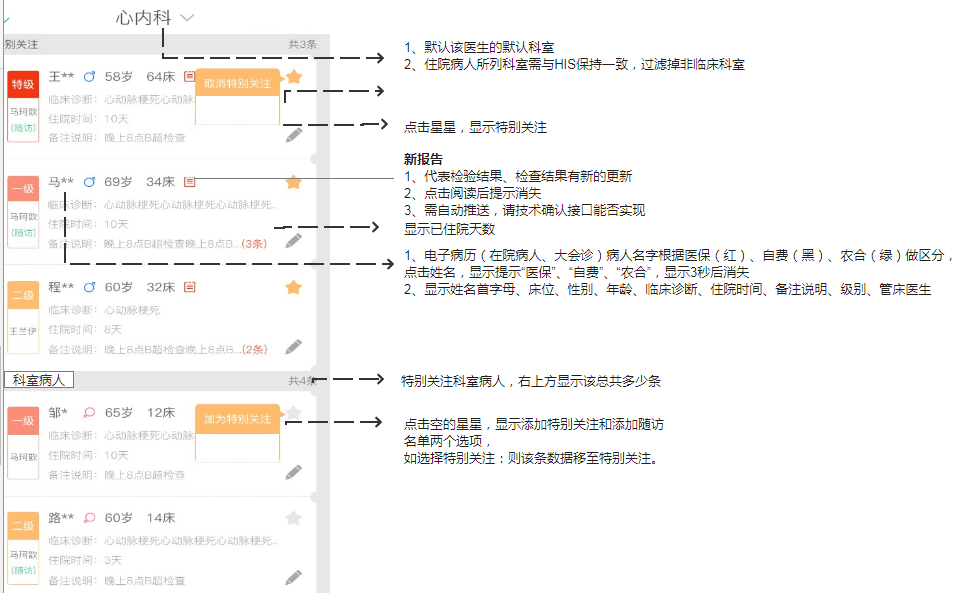 心内科
别关注 共3条
特级
马珂歆
(随访)
王** 58岁 64床
临床诊断：心动脉梗死心动脉
住院时间：10天
备注说明：晚上8点B超检查
取消特别关注
一级
马珂歆
(随访)
马** 69岁 34床
临床诊断：心动脉梗死心动脉梗死心动脉梗死..
住院时间：10天
备注说明：晚上8点B超检查晚上8点B...(3条)
二级
王兰伊
程** 60岁 32床
临床诊断：心动脉梗死
住院时间：8天
备注说明：晚上8点B超检查晚上8点B...(2条)
科室病人 共4条
一级
马珂歆
邹* 65岁 12床
临床诊断：心动脉梗死心动脉
住院时间：10天
备注说明：晚上8点B超检查
加为特别关注
二级
马珂歆
(随访)
路** 60岁 14床
临床诊断：心动脉梗死心动脉梗死心动脉梗死..
住院时间：3天
备注说明：晚上8点B超检查
1、默认该医生的默认科室
2、住院病人所列科室需与HIS保持一致，过滤掉非临床科室
点击星星，显示特别关注
新报告
1、代表检验结果、检查结果有新的更新
2、点击阅读后提示消失
3、需自动推送，请技术确认接口能否实现
显示已住院天数
1、电子病历（在院病人、大会诊）病人名字根据医保（红）、自费（黑）、农合（绿）做区分，
点击姓名，显示提示“医保”、“自费”、“农合”，显示3秒后消失
2、显示姓名首字母、床位、性别、年龄、临床诊断、住院时间、备注说明、级别、管床医生
特别关注科室病人，右上方显示该总共多少条
点击空的星星，显示添加特别关注和添加随访
名单两个选项，
如选择特别关注：则该条数据移至特别关注。